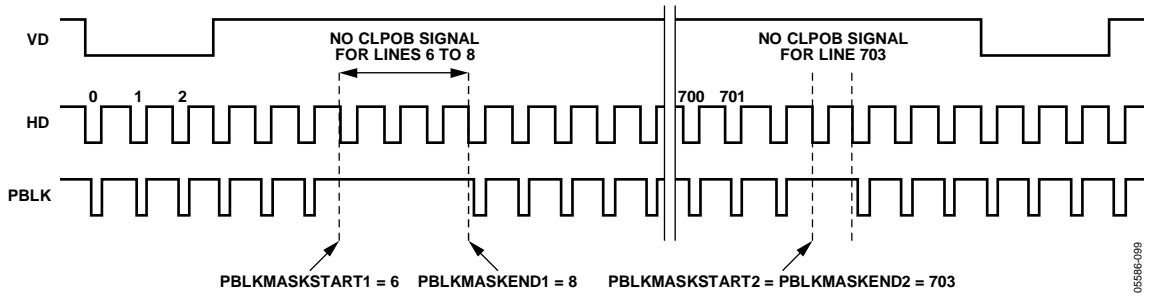 VD
NO CLPOB SIGNAL
FOR LINES 6 TO 8
NO CLPOB SIGNAL
FOR LINE 703
HD
0 1 2
700 701
PBLK
PBLKMASKSTART1 = 6
PBLKMASKEND1 = 8
PBLKMASKSTART2 = PBLKMASKEND2 = 703
05586-099